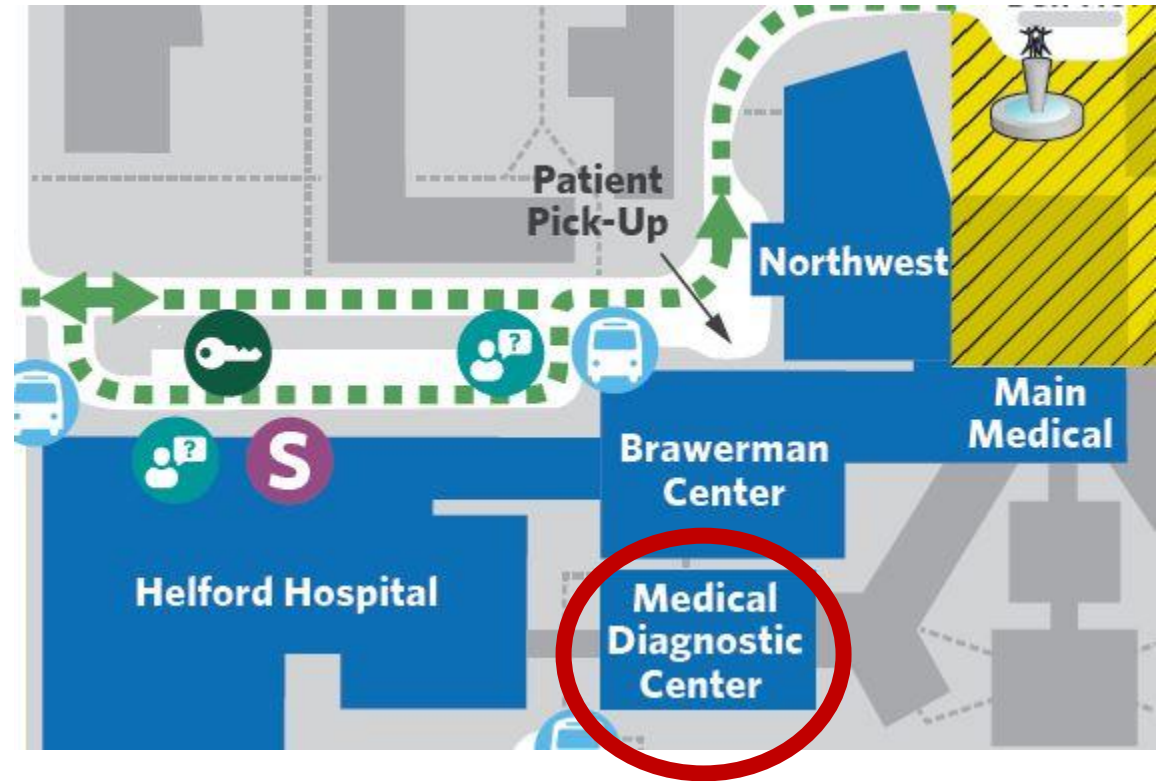 Patient
Pick-Up
Northwest
?
Main
Medical
?
S
Brawerman
Center
Helford Hospital
Medical
Diagnostic
Center